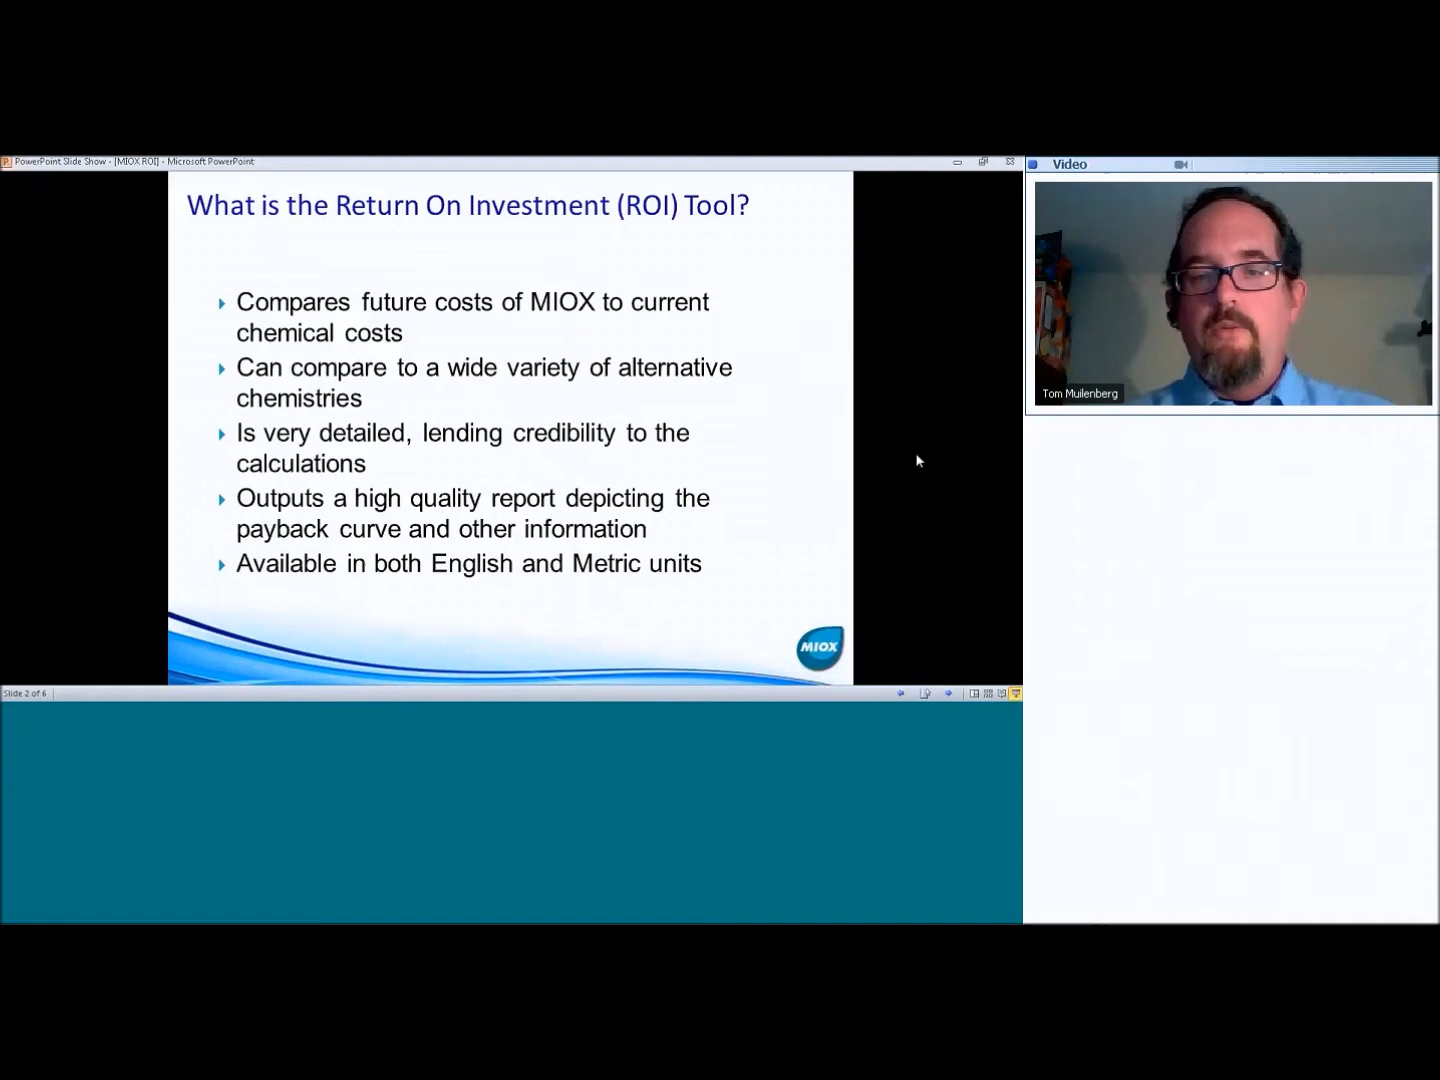 PowerPoint Slide Show - [MIOX ROI] - Microsoft PowerPoint
Video
What is the Return On Investment (ROI) Tool?
Compares future costs of MIOX to current
chemical costs
Can compare to a wide variety of alternative
chemistries
Is very detailed, lending credibility to the
calculations
Outputs a high quality report depicting the
payback curve and other information
Available in both English and Metric units
MIOX
Tom Muilenberg
Slide 2 of 6